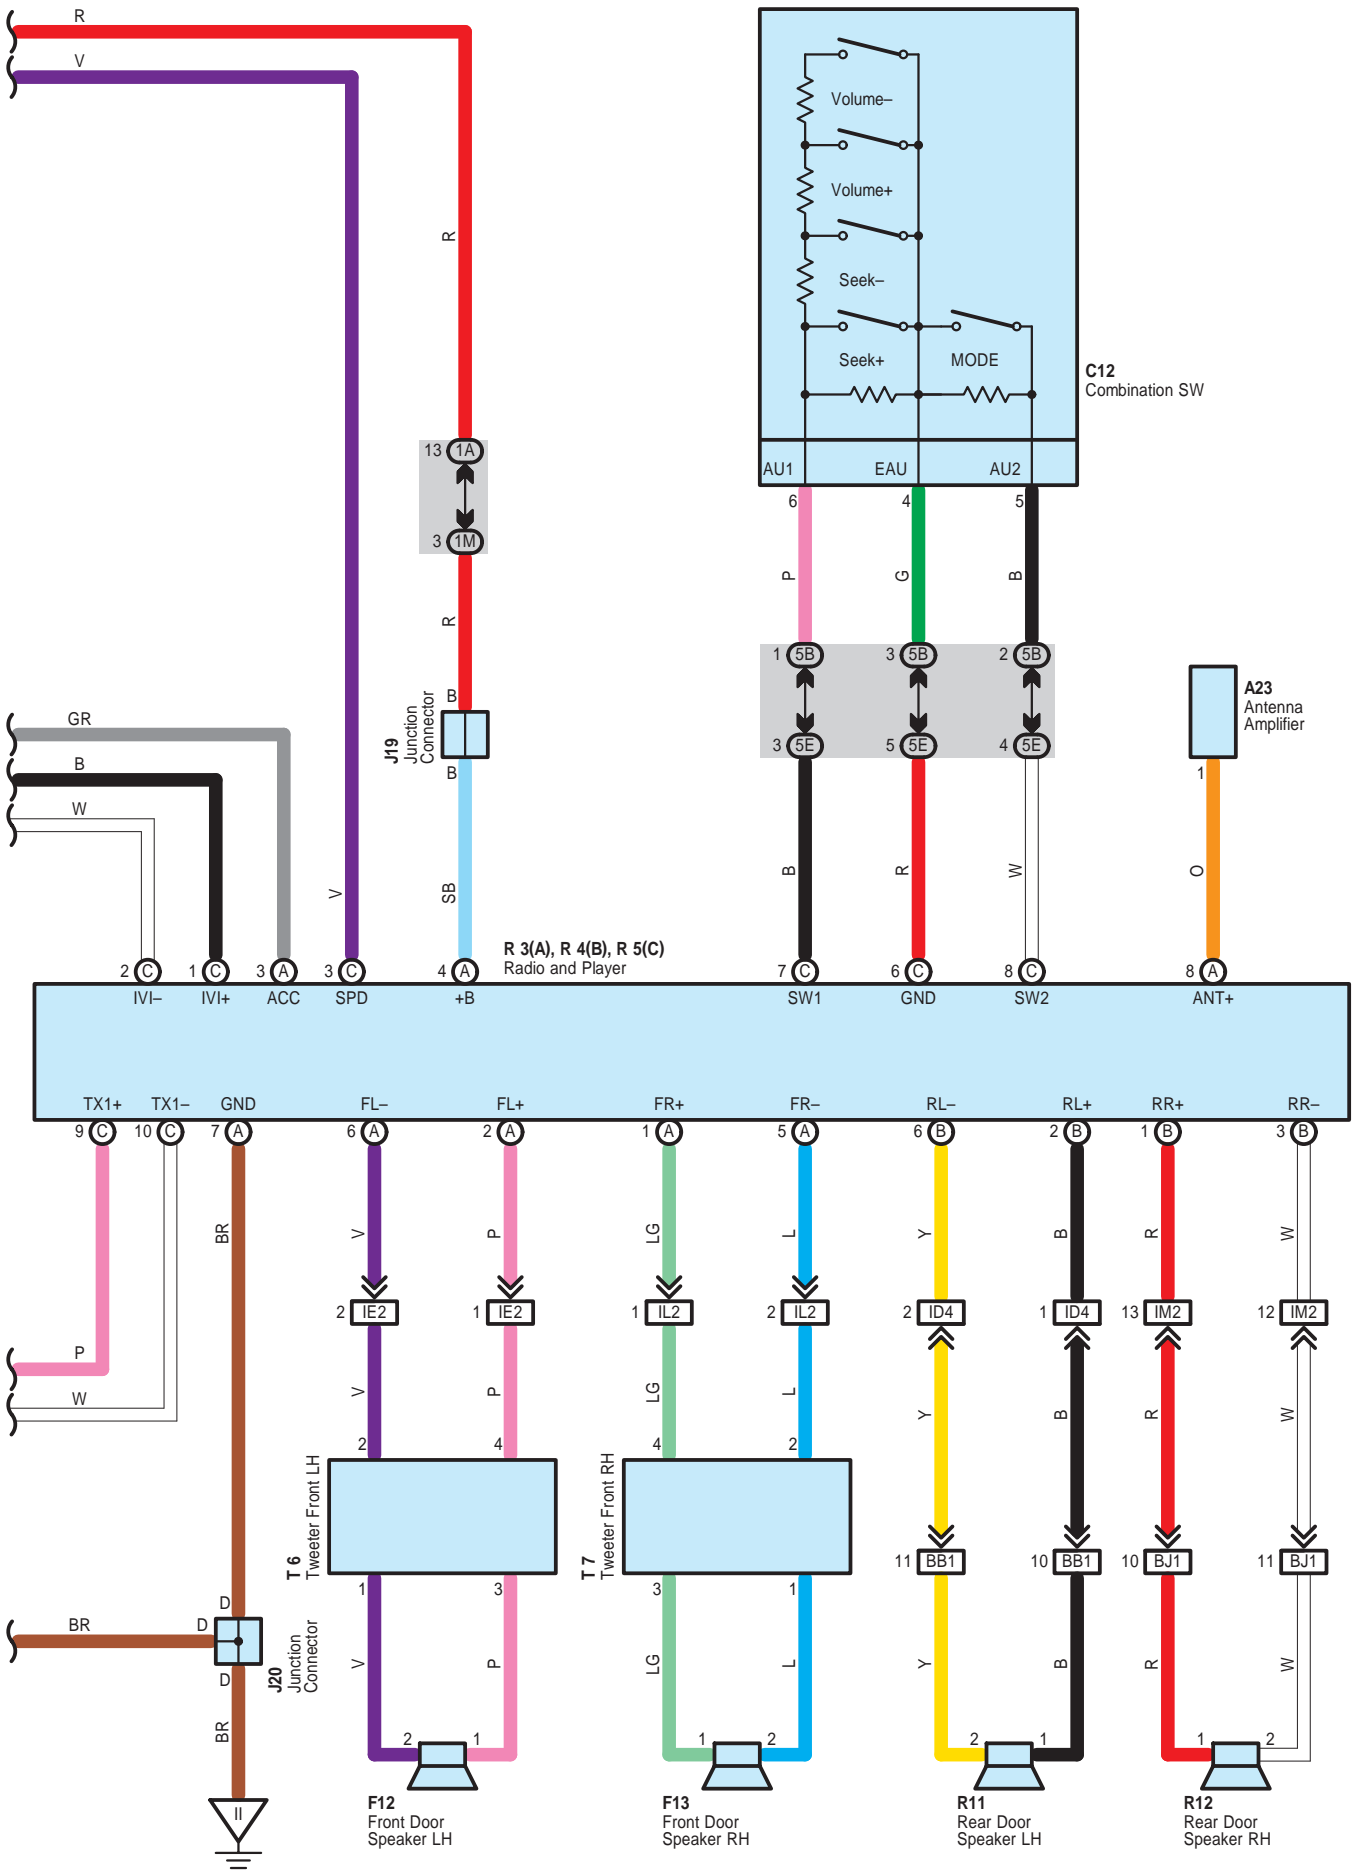 R
V
Volume–
Volume+
R
Seek–
Seek+ MODE
C12
Combination SW
13 1A
AU1 EAU AU2
6 4 5
3 1M
P G B
R
1 5B 3 5B 2 5B
A23
Antenna
Amplifier
B
J19
Junction
Connector
GR
3 5E 5 5E 4 5E
B
B
1
W
V
SB
B R W O
R 3(A), R 4(B), R 5(C)
Radio and Player
2 C 1 C 3 A 3 C 4 A 7 C 6 C 8 C 8 A
IVI– IVI+ ACC SPD +B SW1 GND SW2 ANT+
TX1+ TX1– GND FL– FL+ FR+ FR– RL– RL+ RR+ RR–
9 C 10 C 7 A 6 A 2 A 1 A 5 A 6 B 2 B 1 B 3 B
BR V P LG L Y B R W
2 IE2 1 IE2 1 IL2 2 IL2 2 ID4 1 ID4 13 IM2 12 IM2
P
W
V P LG L Y B R W
2 4 4 2
T 6
Tweeter Front LH
T 7
Tweeter Front RH
11 BB1 10 BB1 10 BJ1 11 BJ1
1 3 3 1
D
BR D
J20
Junction
Connector
D
V P LG L Y B R W
BR
2 1 1 2 2 1 1 2
II
F12
Front Door
Speaker LH
F13
Front Door
Speaker RH
R11
Rear Door
Speaker LH
R12
Rear Door
Speaker RH